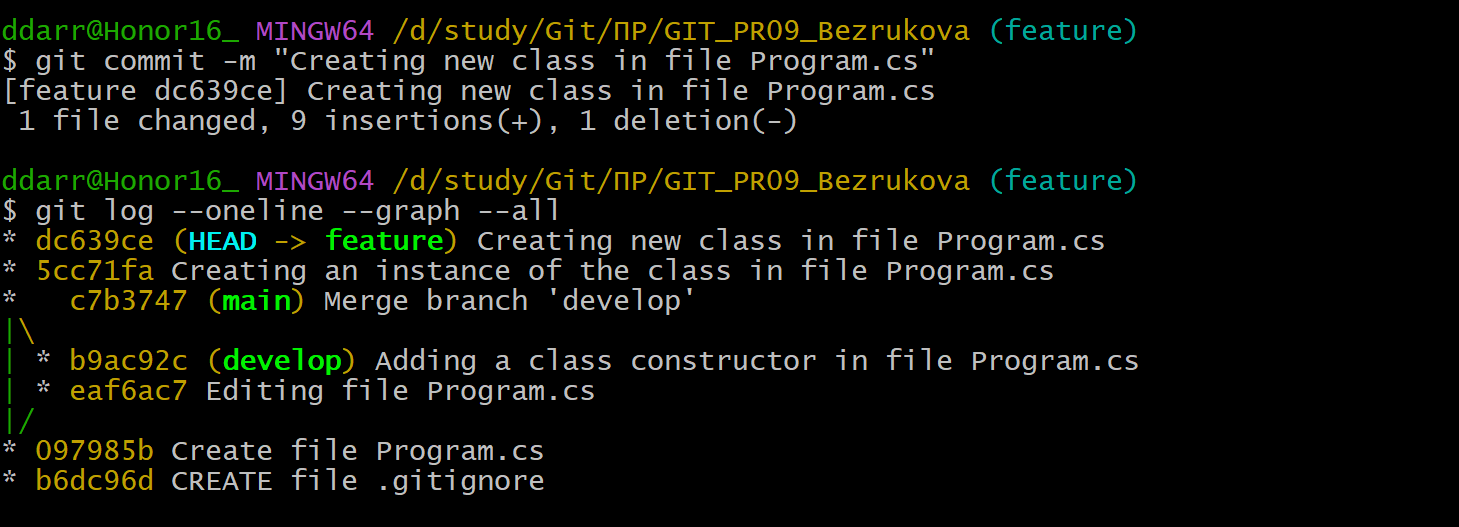 ddarr@Honor16_ MINGW64 /d/study/Git/ПР/GIT_PR09_Bezrukova (feature)
$ git commit -m "Creating new class in file Program.cs"
[feature dc639ce] Creating new class in file Program.cs
 1 file changed, 9 insertions(+), 1 deletion(-)

ddarr@Honor16_ MINGW64 /d/study/Git/ПР/GIT_PR09_Bezrukova (feature)
$ git log --oneline --graph --all
* dc639ce (HEAD -> feature) Creating new class in file Program.cs
* 5cc71fa Creating an instance of the class in file Program.cs
*   c7b3747 (main) Merge branch 'develop'
|\
| * b9ac92c (develop) Adding a class constructor in file Program.cs
| * eaf6ac7 Editing file Program.cs
|/
* 097985b Create file Program.cs
* b6dc96d CREATE file .gitignore